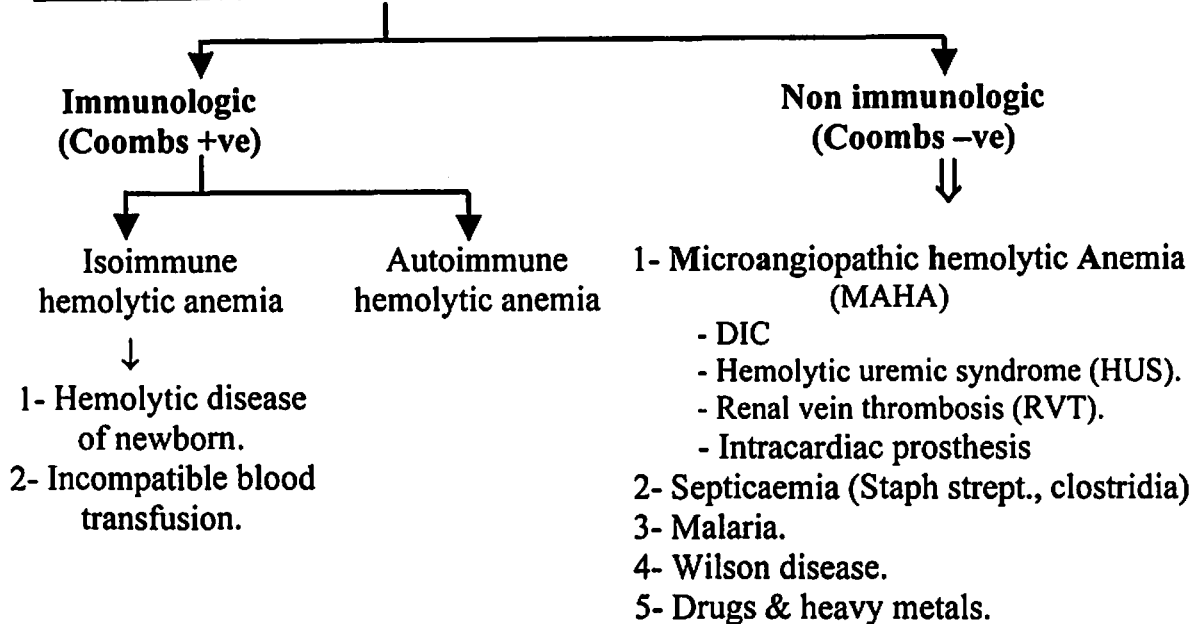 Immunologic
(Coombs +ve)
Isoimmune
hemolytic anemia
↓
1- Hemolytic disease
of newborn.
2- Incompatible blood
transfusion.
Autoimmune
hemolytic anemia
Non immunologic
(Coombs –ve)
⇓
1- Microangiopathic hemolytic Anemia
(MAHA)
- DIC
- Hemolytic uremic syndrome (HUS).
- Renal vein thrombosis (RVT).
- Intracardiac prosthesis
2- Septicaemia (Staph strept., clostridia)
3- Malaria.
4- Wilson disease.
5- Drugs & heavy metals.